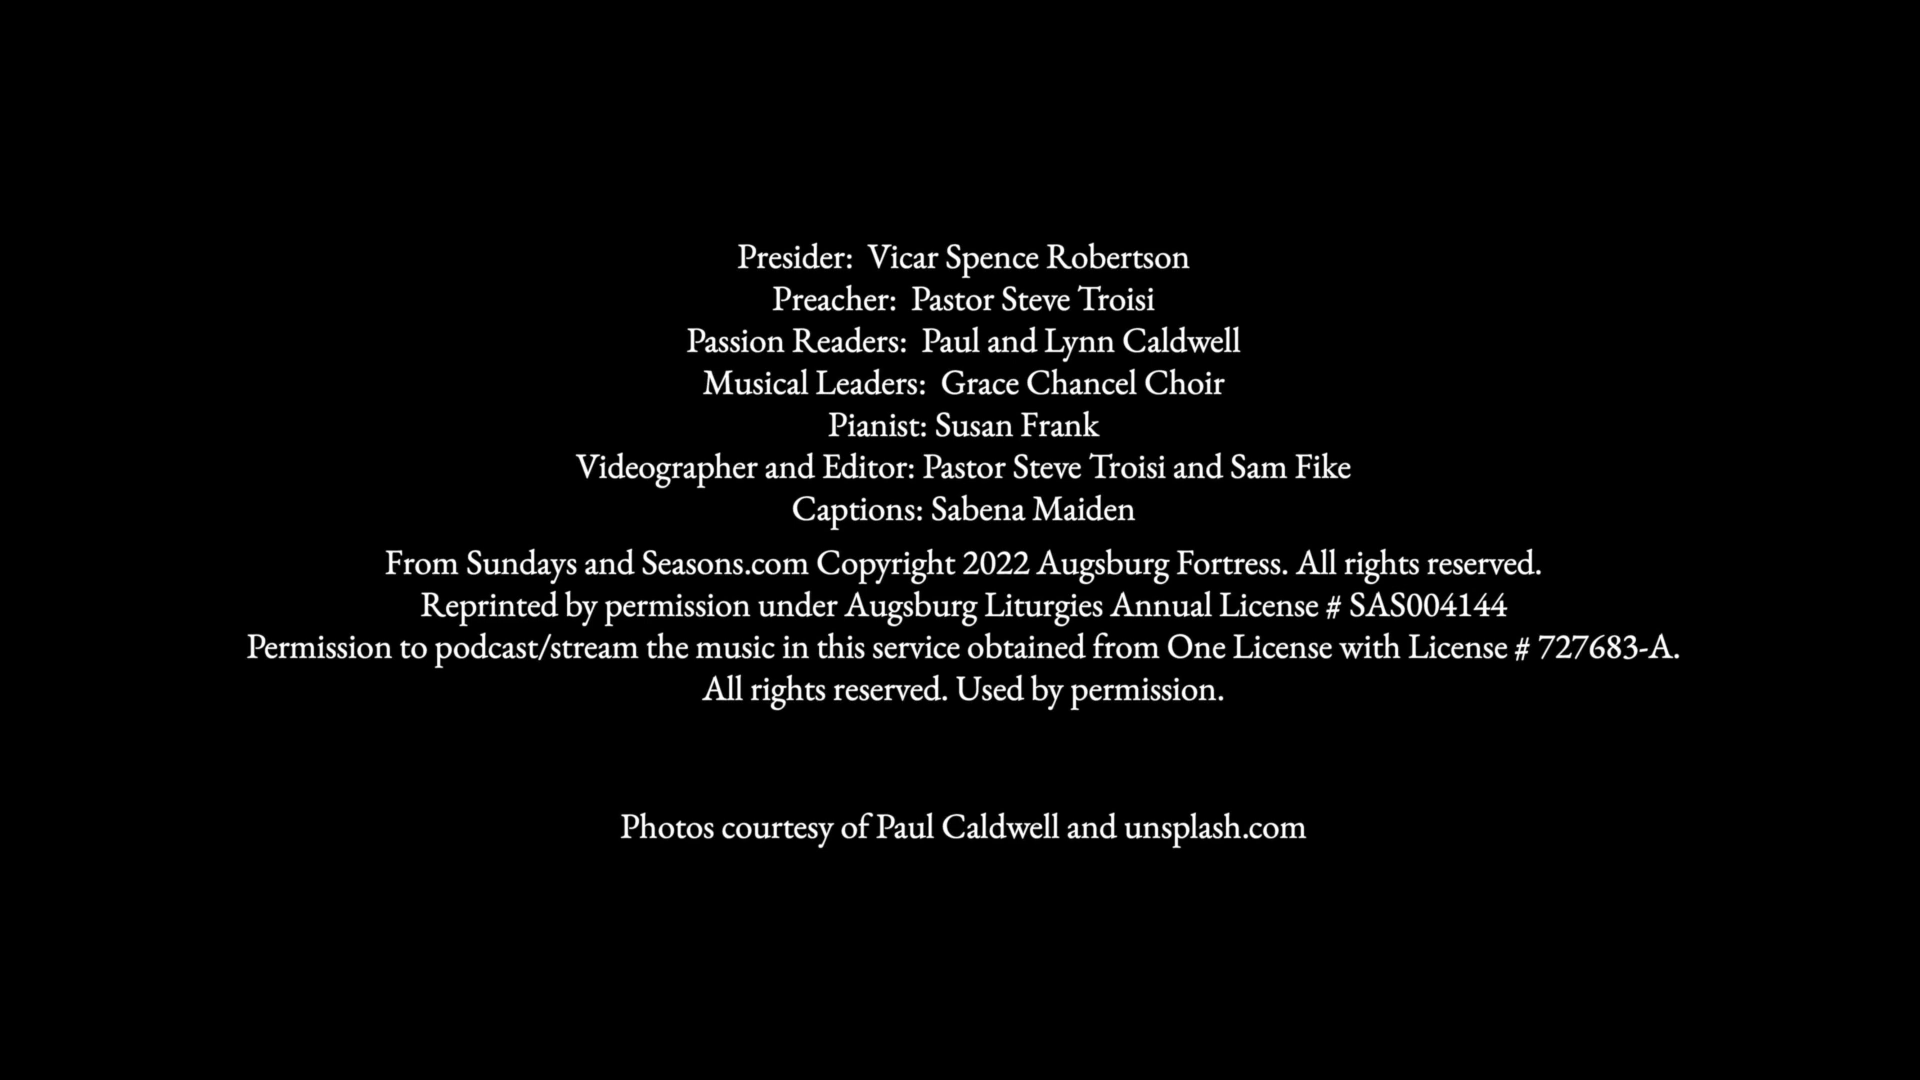 Presider:  Vicar Spence Robertson
Preacher:  Pastor Steve Troisi
Passion Readers:  Paul and Lynn Caldwell
Musical Leaders:  Grace Chancel Choir
Pianist: Susan Frank
Videographer and Editor: Pastor Steve Troisi and Sam Fike
Captions: Sabena Maiden
From Sundays and Seasons.com Copyright 2022 Augsburg Fortress. All rights reserved.
Reprinted by permission under Augsburg Liturgies Annual License # SAS004144
Permission to podcast/stream the music in this service obtained from One License with License # 727683-A.
All rights reserved. Used by permission.
Photos courtesy of Paul Caldwell and unsplash.com